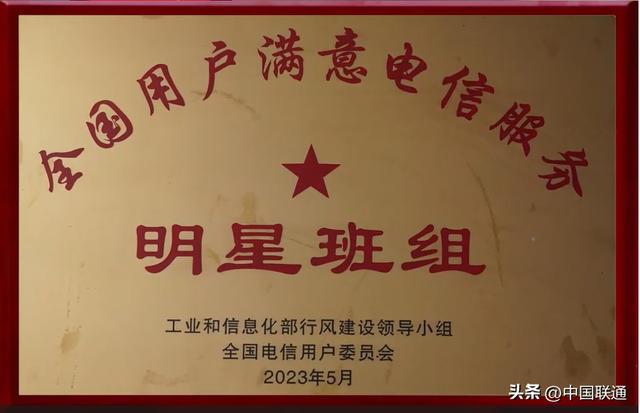 全国用户满意电信服务
明星班组
工业和信息化部行风建设领导小组
全国电信用户委员会
2023年5月
头条 @中国联通